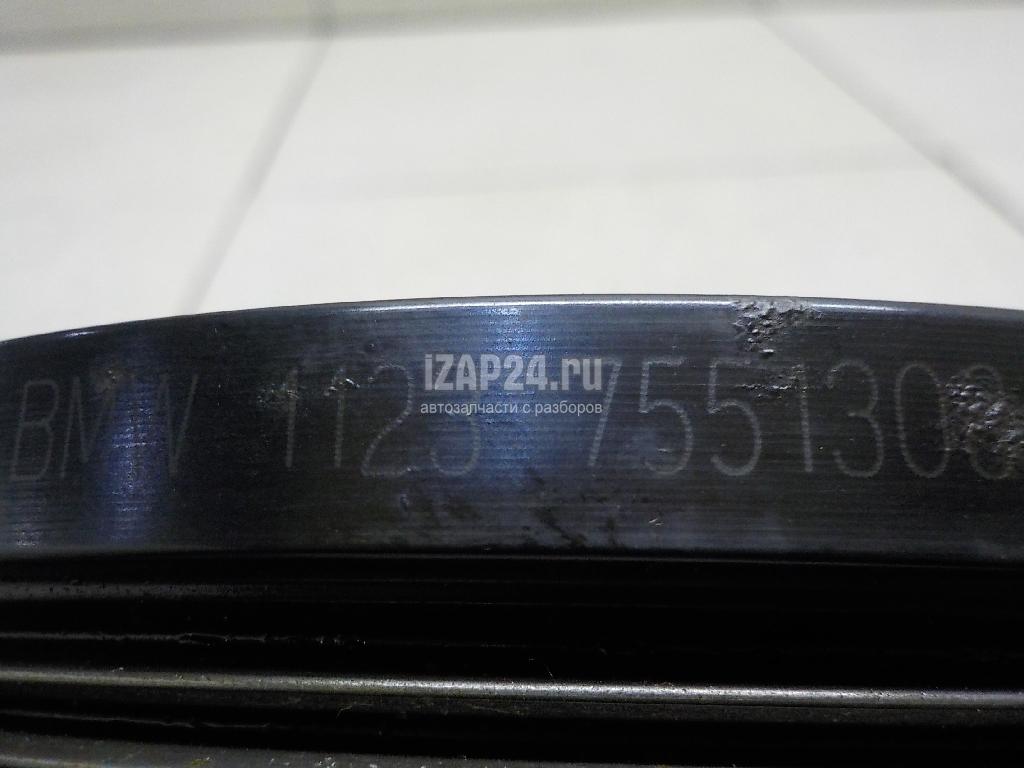 iZAP24.ru
автозапчасти с разборов
BMW 1123 7551303